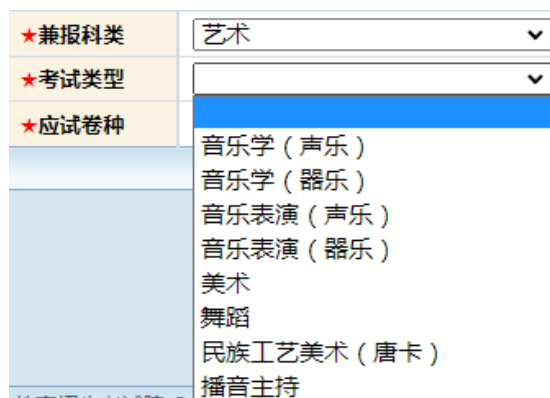 ★兼报科类 艺术
★考试类型
★应试卷种
音乐学（声乐）
音乐学（器乐）
音乐表演（声乐）
音乐表演（器乐）
美术
舞蹈
民族工艺美术（唐卡）
播音主持